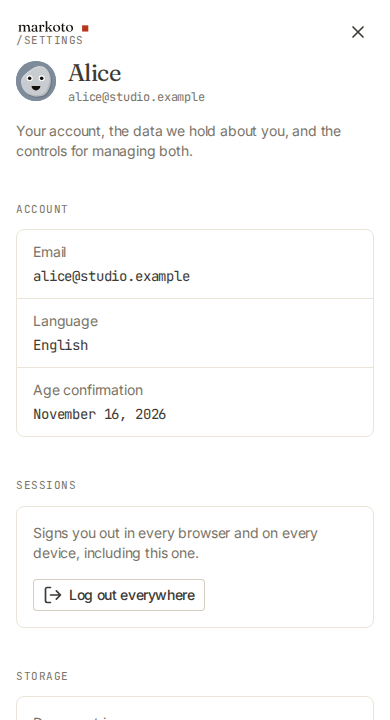 markoto
/SETTINGS
Alice
alice@studio.example
Your account, the data we hold about you, and the
controls for managing both.
ACCOUNT
Email
alice@studio.example
Language
English
Age confirmation
November 16, 2026
SESSIONS
Signs you out in every browser and on every
device, including this one.
Log out everywhere
STORAGE